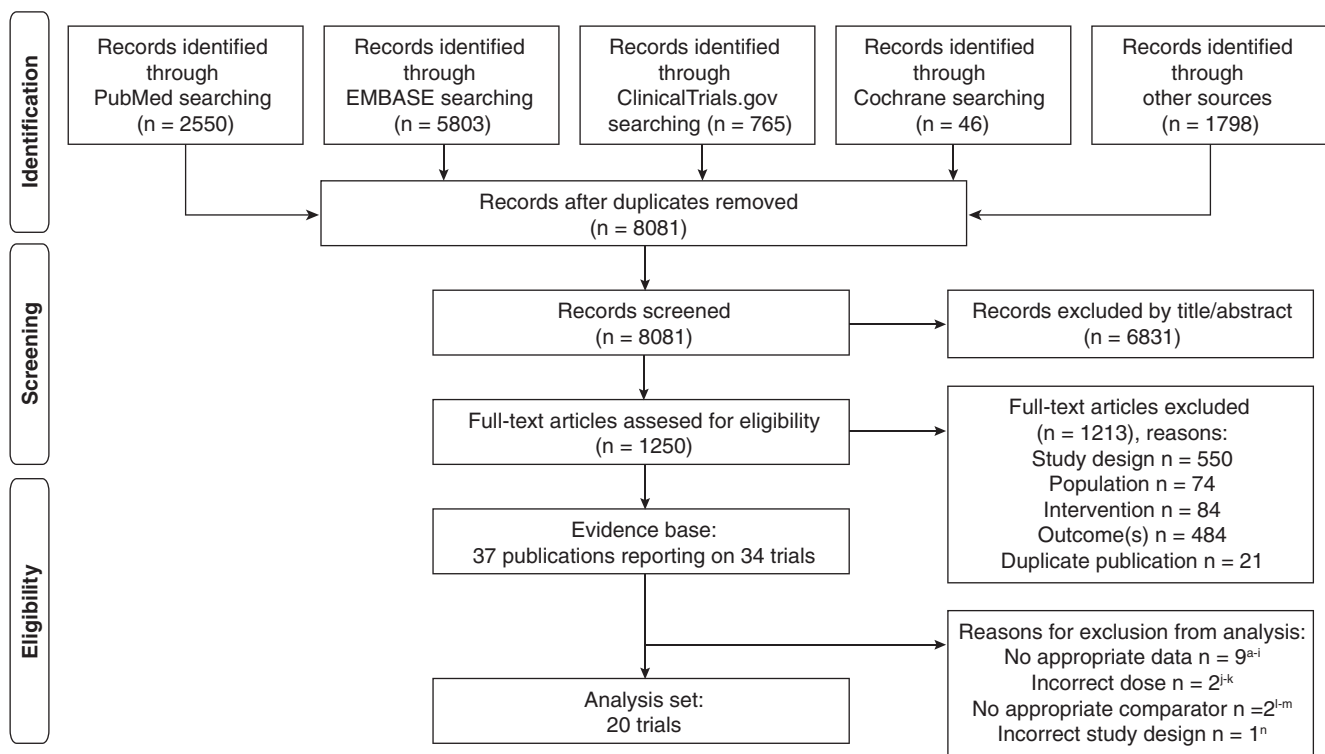 Identification
Records identified
through
PubMed searching
(n = 2550)
Records identified
through
EMBASE searching
(n = 5803)
Records identified
through
ClinicalTrials.gov
searching (n = 765)
Records identified
through
Cochrane searching
(n = 46)
Records identified
through
other sources
(n = 1798)
Records after duplicates removed
(n = 8081)
Screening
Records screened
(n = 8081)
Records excluded by title/abstract
(n = 6831)
Full-text articles assesed for eligibility
(n = 1250)
Full-text articles excluded
(n = 1213), reasons:
Study design n = 550
Population n = 74
Intervention n = 84
Outcome(s) n = 484
Duplicate publication n = 21
Eligibility
Evidence base:
37 publications reporting on 34 trials
Reasons for exclusion from analysis:
No appropriate data n = 9a-i
Incorrect dose n = 2j-k
No appropriate comparator n =2l-m
Incorrect study design n = 1n
Analysis set:
20 trials